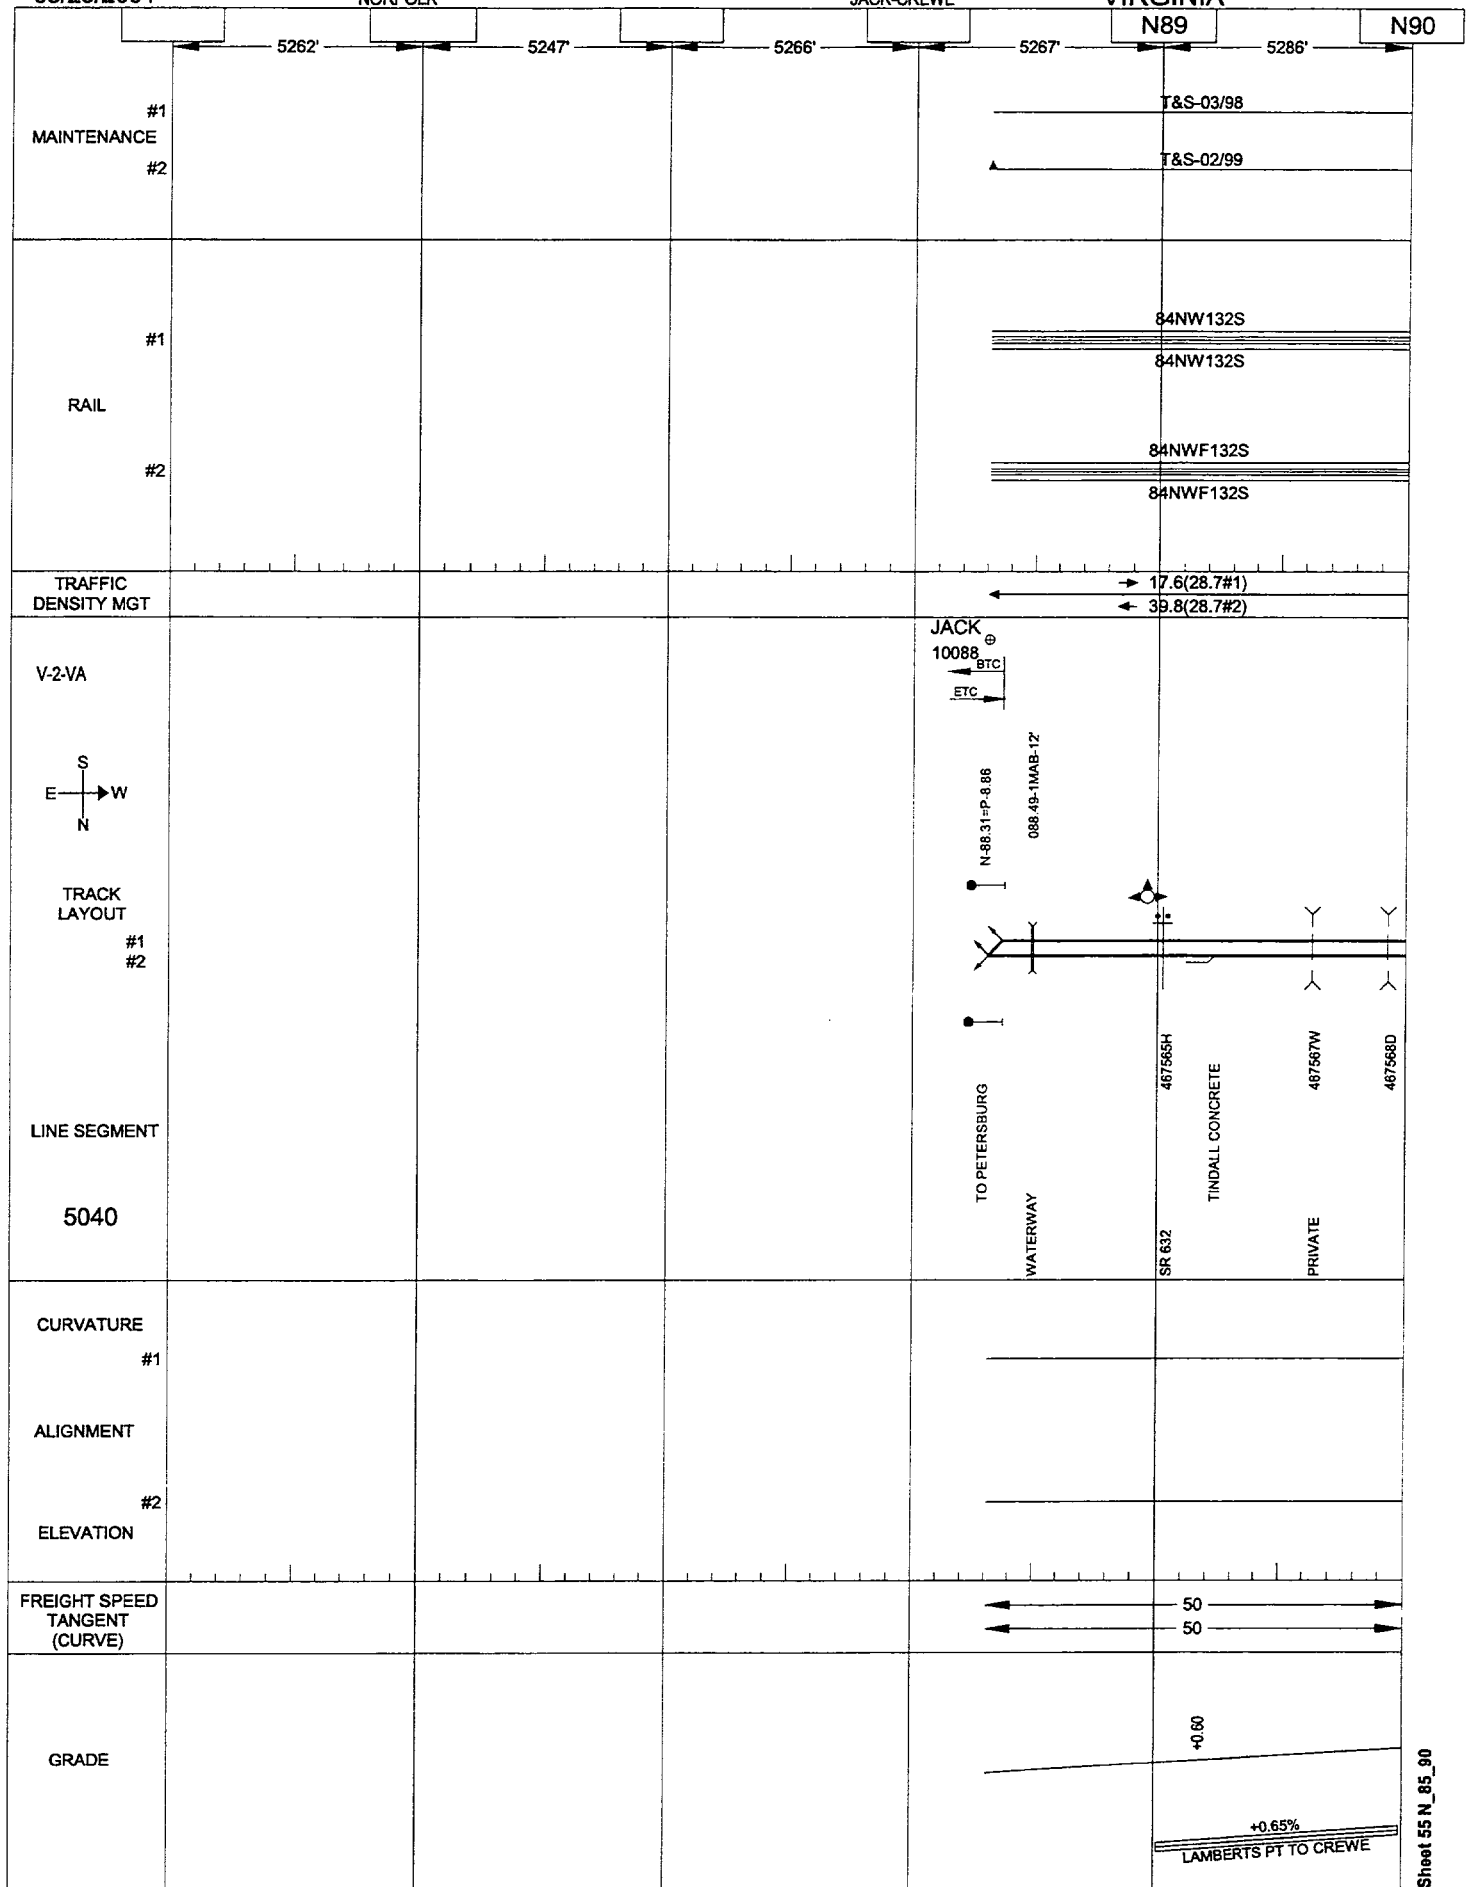 NORFOLK
JACK-CREWE
VIRGINIA
N89
N90
5262'
5247'
5266'
5267'
5286'
MAINTENANCE
#1
T&S-03/98
#2
T&S-02/99
RAIL
#1
84NW132S
84NW132S
#2
84NWF132S
84NWF132S
TRAFFIC
DENSITY MGT
17.6(28.7#1)
39.8(28.7#2)
V-2-VA
JACK
10088
BTC
ETC
S
E
W
N
N-88.31=P-8.86
088.49-1MAB-12'
TRACK
LAYOUT
#1
#2
LINE SEGMENT
5040
TO PETERSBURG
WATERWAY
467565H
SR 632
TINDALL CONCRETE
467567W
PRIVATE
467568D
CURVATURE
#1
ALIGNMENT
#2
ELEVATION
FREIGHT SPEED
TANGENT
(CURVE)
50
50
GRADE
+0.60
+0.65%
LAMBERTS PT TO CREWE
Sheet 55 N_85_90